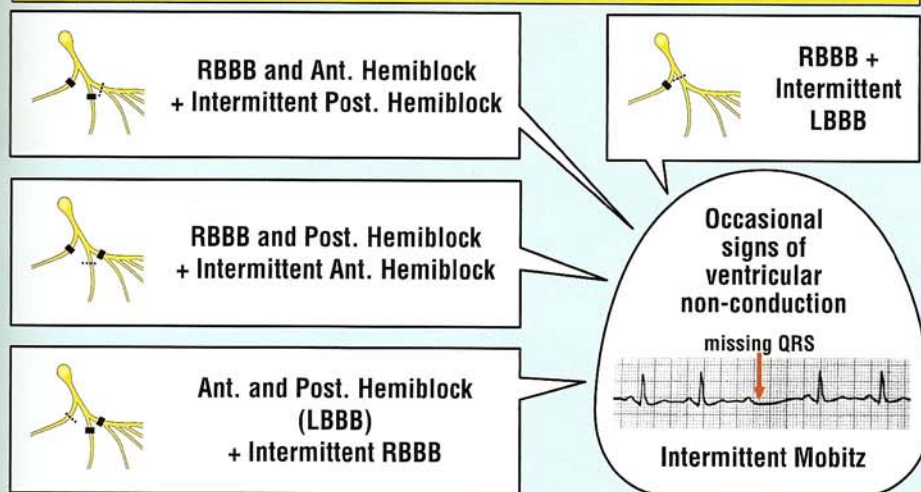 RBBB and Ant. Hemiblock
+ Intermittent Post. Hemiblock
RBBB +
Intermittent
LBBB
RBBB and Post. Hemiblock
+ Intermittent Ant. Hemiblock
Ant. and Post. Hemiblock
(LBBB)
+ Intermittent RBBB
Occasional
signs of
ventricular
non-conduction
missing QRS
Intermittent Mobitz